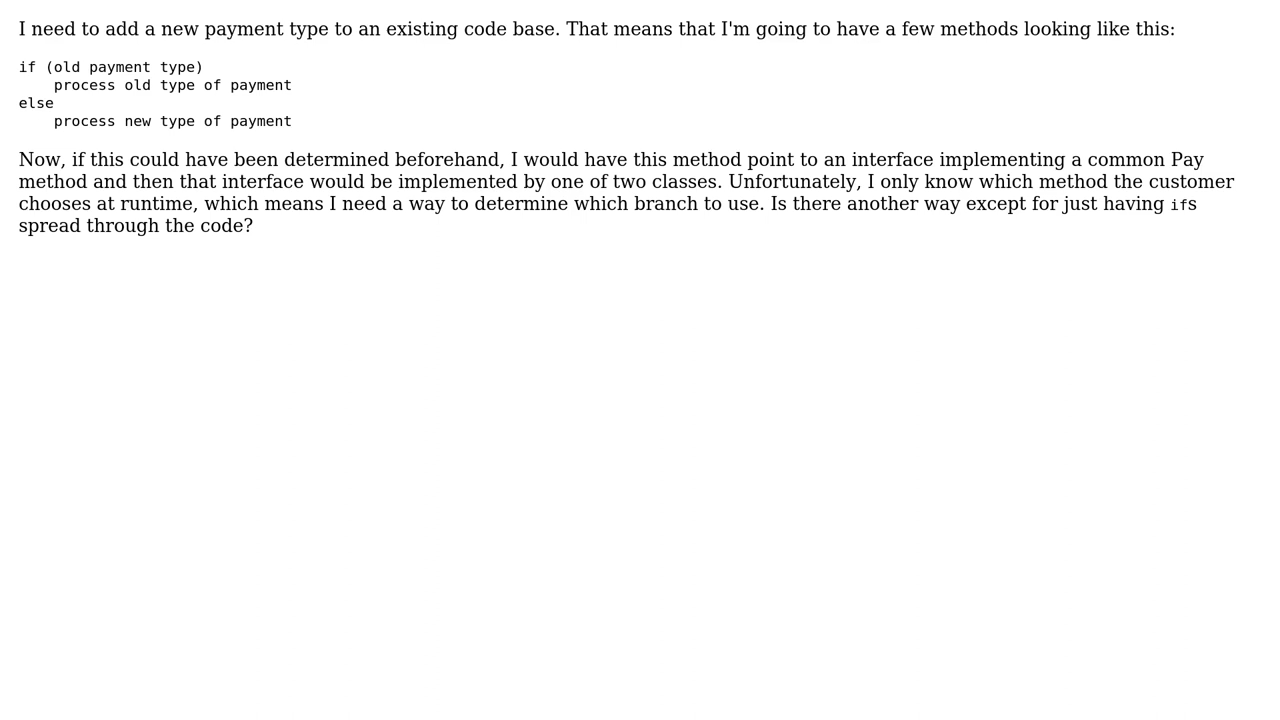 I need to add a new payment type to an existing code base. That means that I'm going to have a few methods looking like this:
if (old payment type)
    process old type of payment
else
    process new type of payment
Now, if this could have been determined beforehand, I would have this method point to an interface implementing a common Pay
method and then that interface would be implemented by one of two classes. Unfortunately, I only know which method the customer
chooses at runtime, which means I need a way to determine which branch to use. Is there another way except for just having ifs
spread through the code?